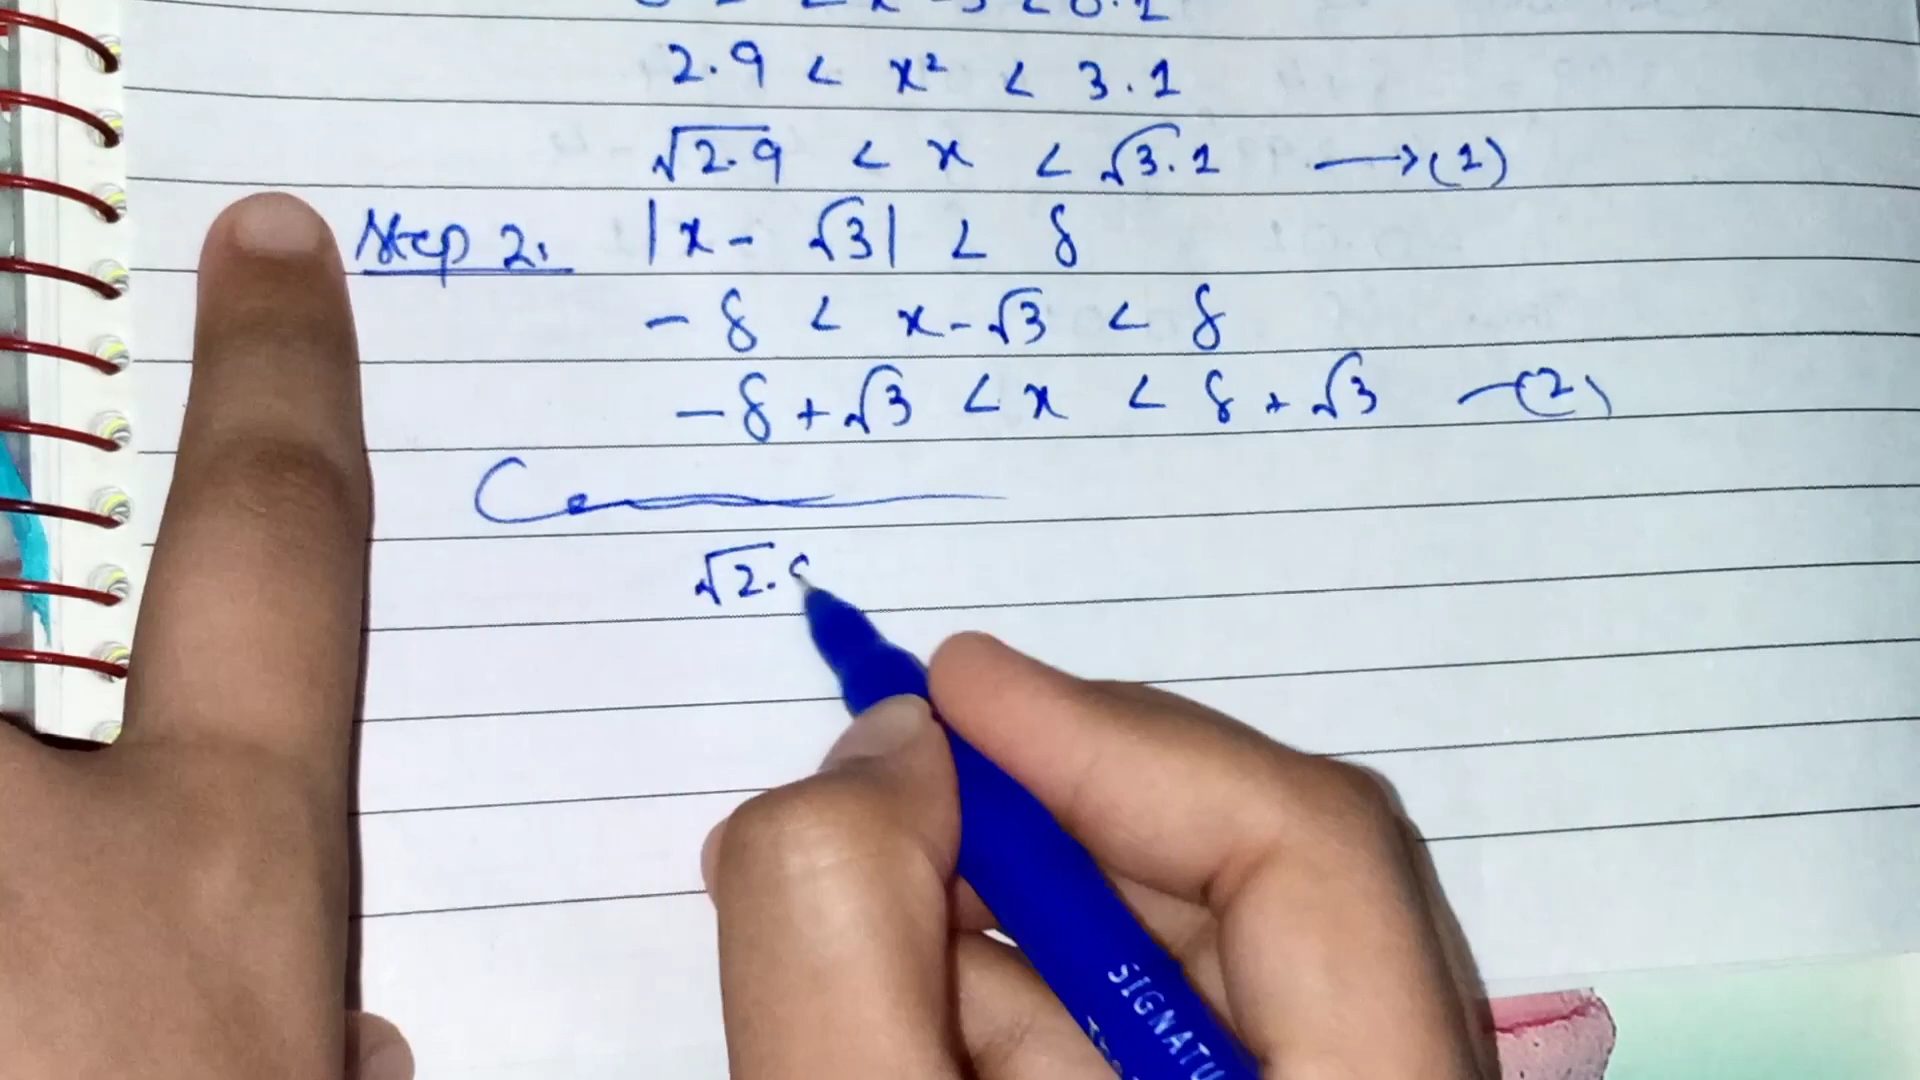 2.9 < x² < 3.1
√2.9 < x < √3.1 ⟶ (1)
Step 2. |x - √3| < δ
- δ < x - √3 < δ
- δ + √3 < x < δ + √3 — (2)
√2.9
SIGNATU